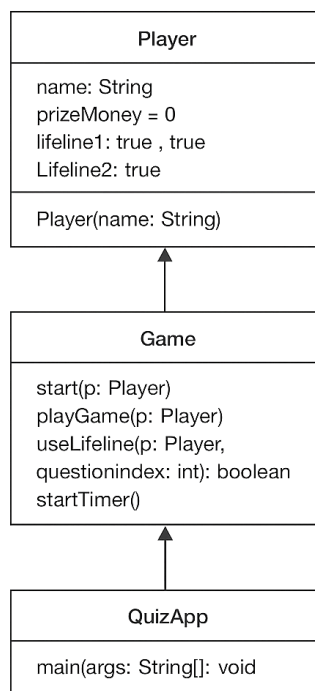 Player
name: String
prizeMoney = 0
lifeline1: true , true
Lifeline2: true
Player(name: String)
Game
start(p: Player)
playGame(p: Player)
useLifeline(p: Player,
questionindex: int): boolean
startTimer()
QuizApp
main(args: String[]: void